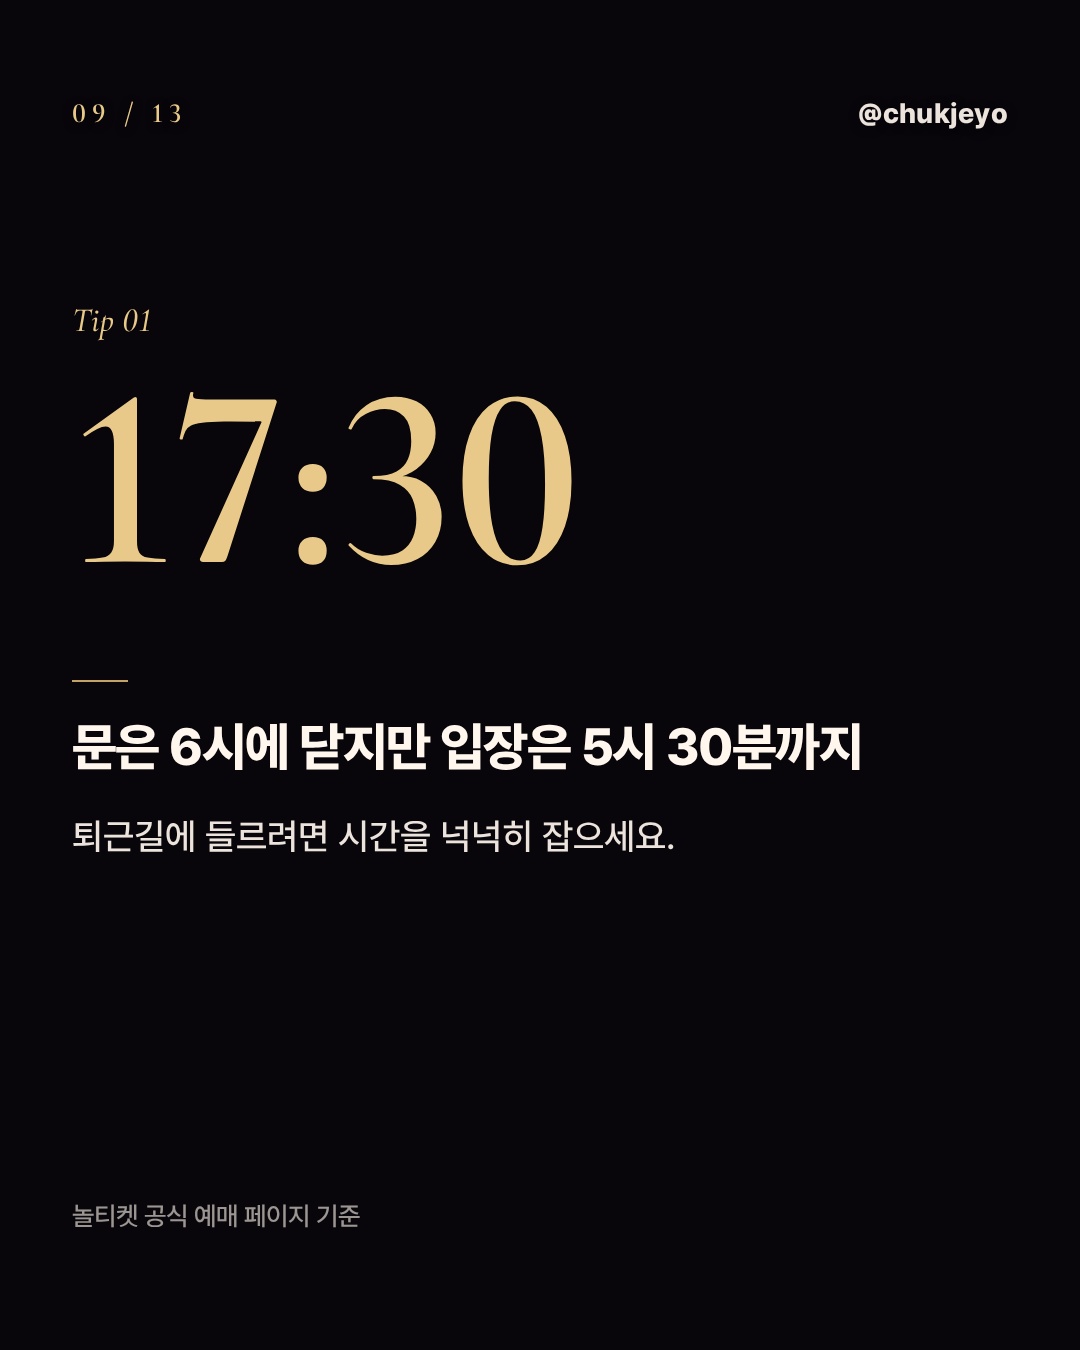 09 / 13
@chukjeyo
Tip 01
17:30
문은 6시에 닫지만 입장은 5시 30분까지
퇴근길에 들르려면 시간을 넉넉히 잡으세요.
놀티켓 공식 예매 페이지 기준